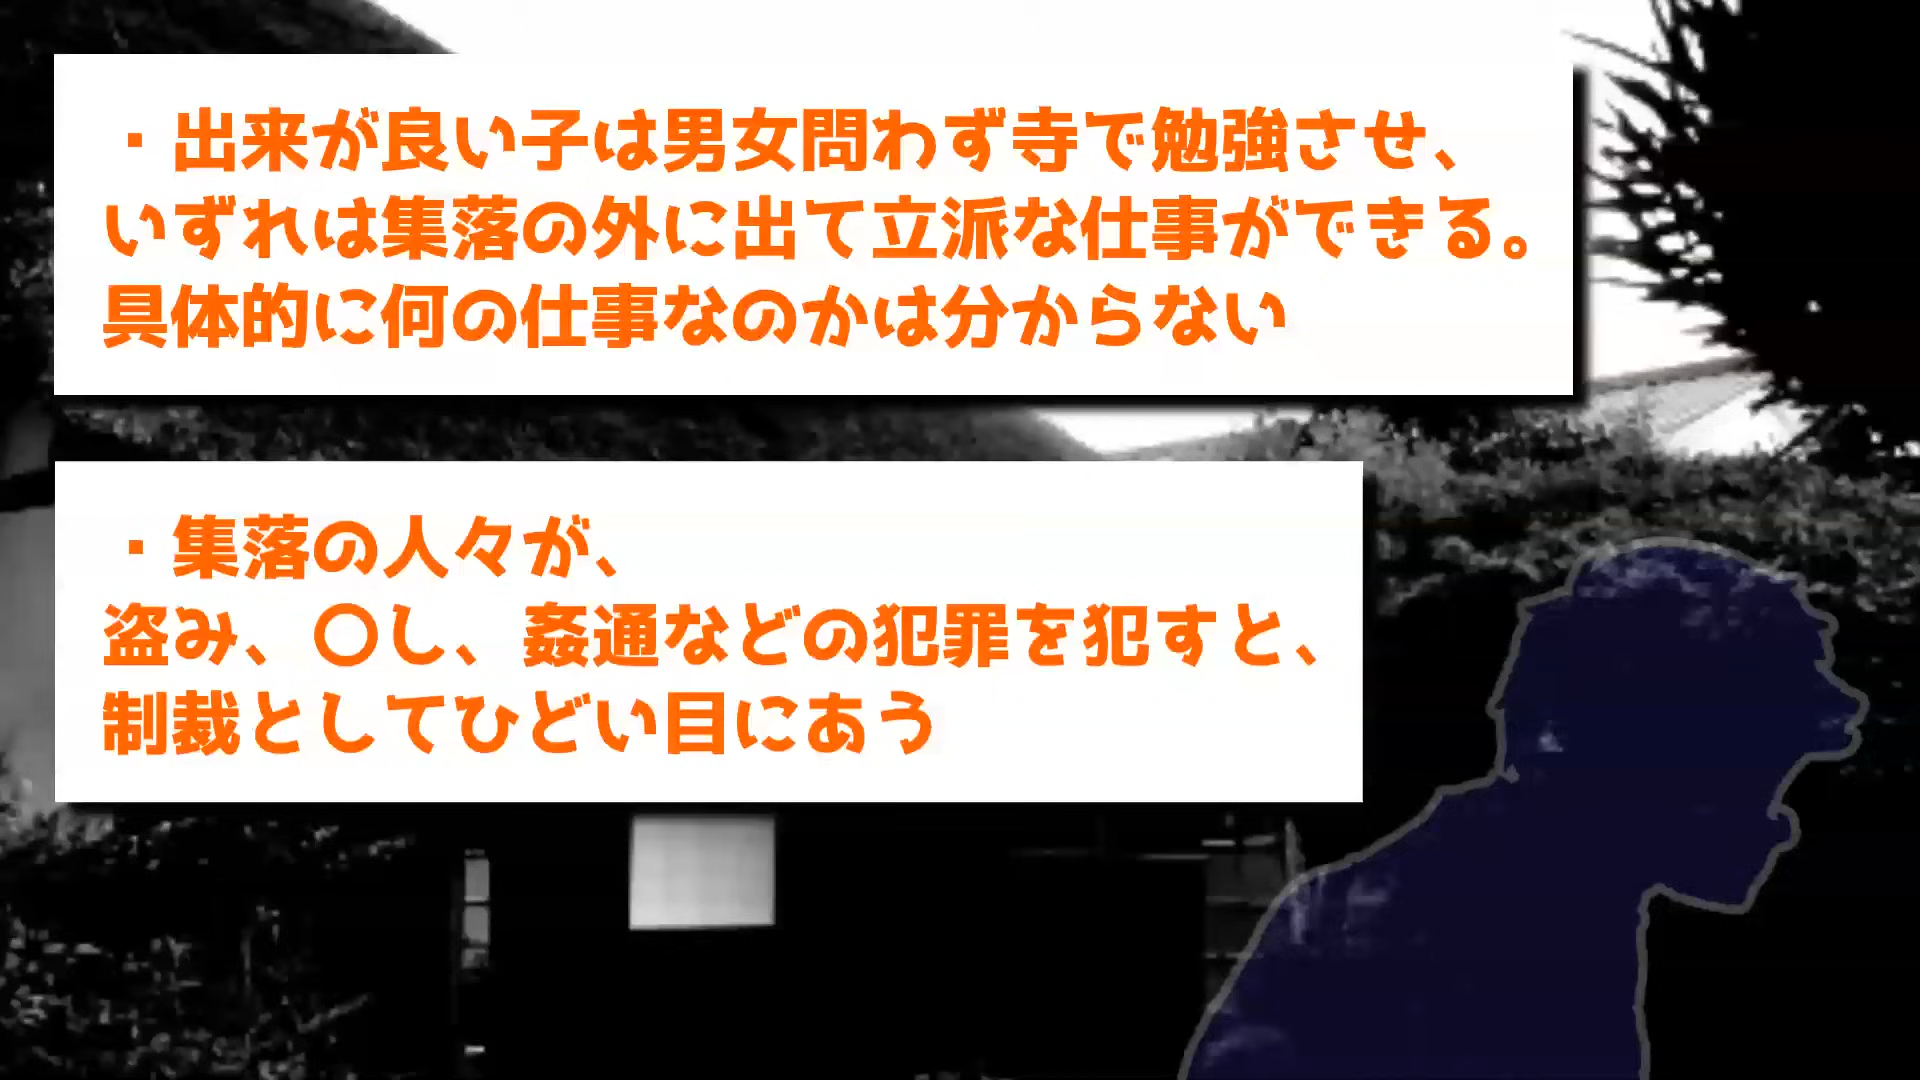 ・出来が良い子は男女問わず寺で勉強させ、
いずれは集落の外に出て立派な仕事ができる。
具体的に何の仕事なのかは分からない
・集落の人々が、
盗み、〇し、姦通などの犯罪を犯すと、
制裁としてひどい目にあう